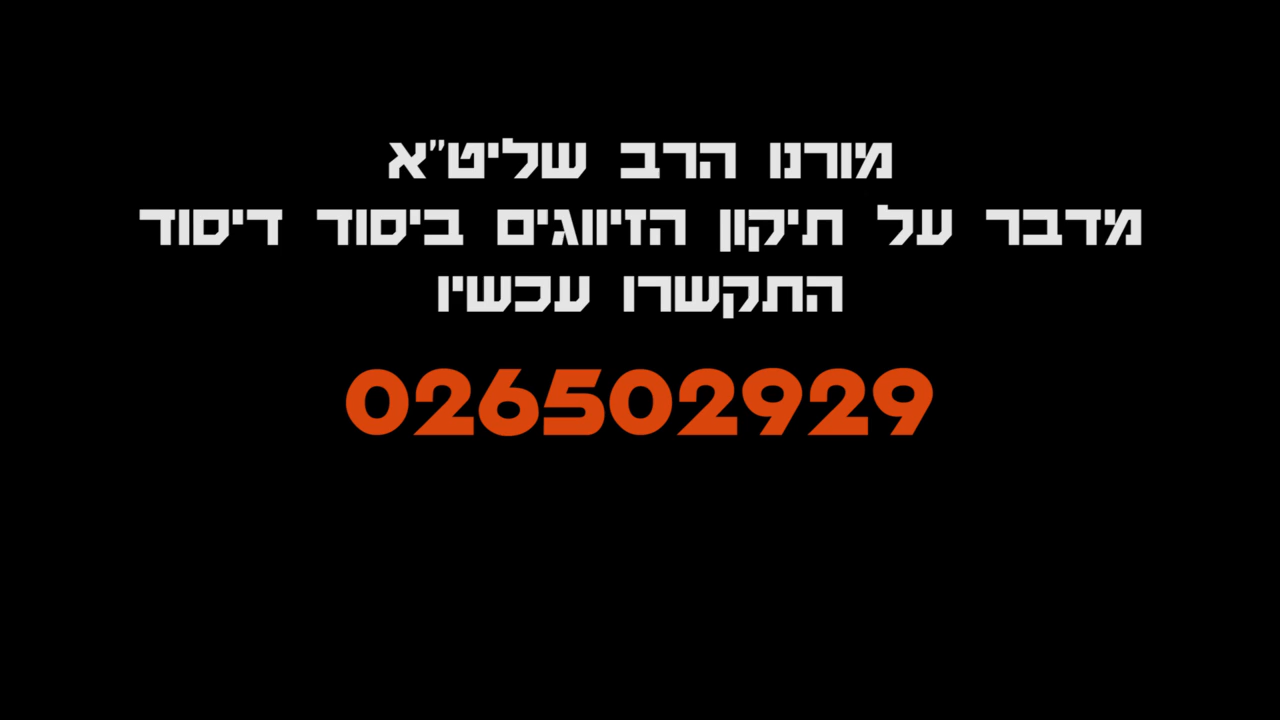 מורנו הרב שליט"א
מדבר על תיקון הזיווגים ביסוד דיסוד
התקשרו עכשיו
026502929